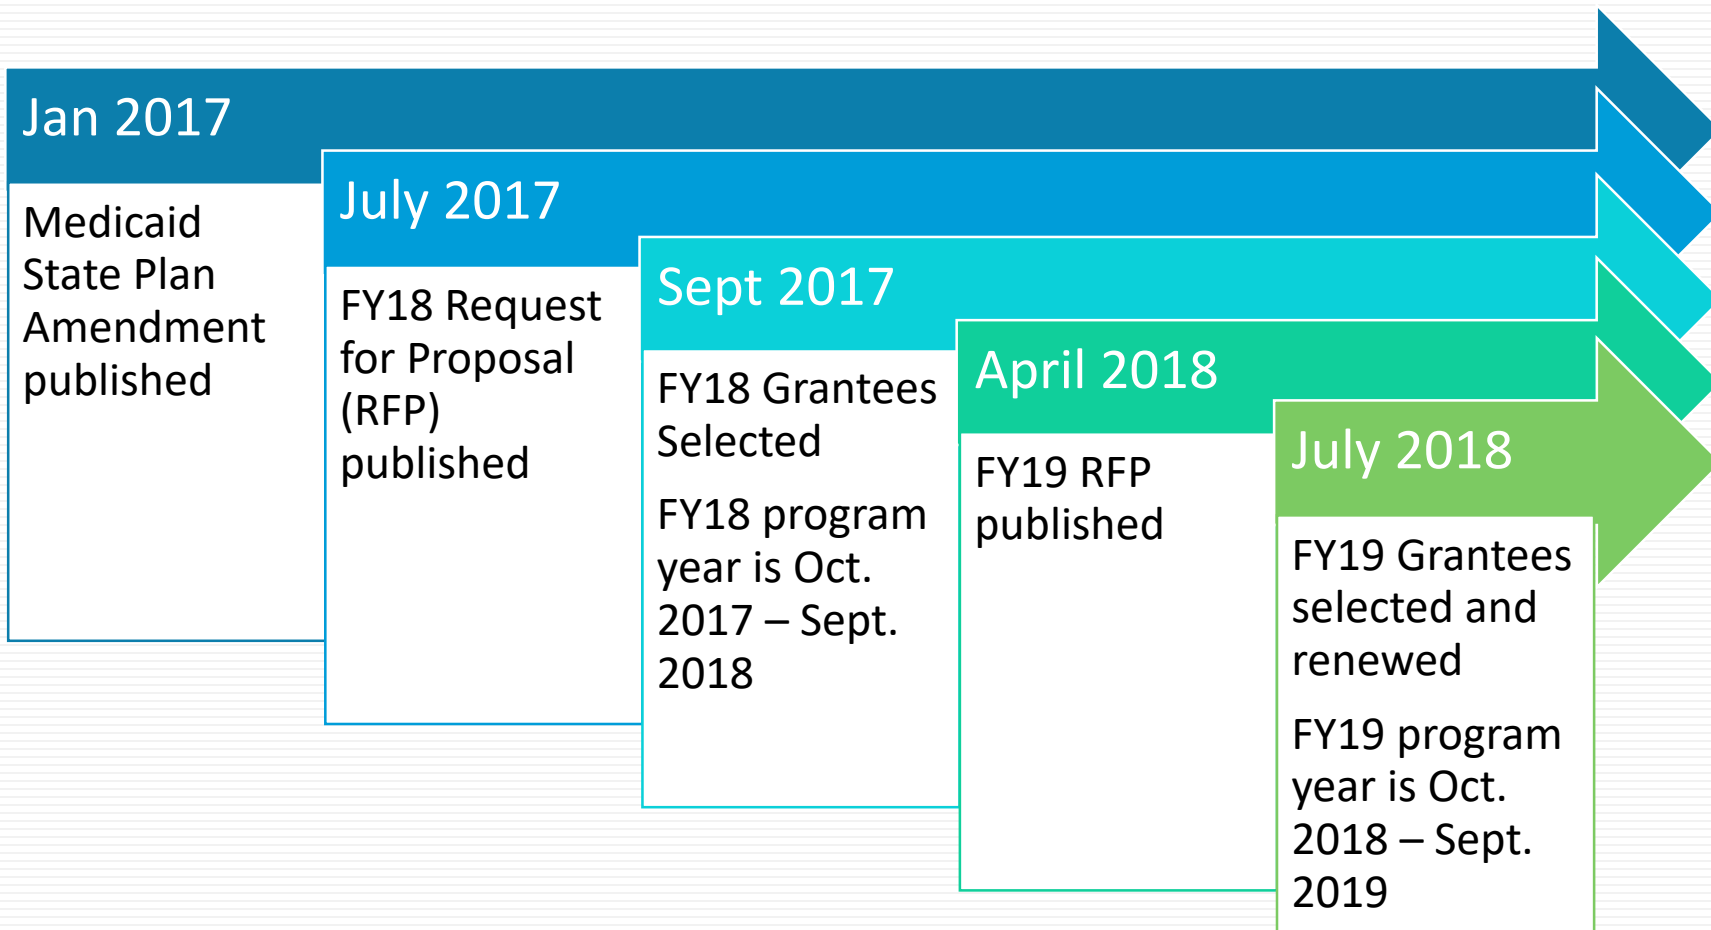 Jan 2017
Medicaid
State Plan
Amendment
published
July 2017
FY18 Request
for Proposal
(RFP)
published
Sept 2017
FY18 Grantees
Selected
FY18 program
year is Oct.
2017 – Sept.
2018
April 2018
FY19 RFP
published
July 2018
FY19 Grantees
selected and
renewed
FY19 program
year is Oct.
2018 – Sept.
2019